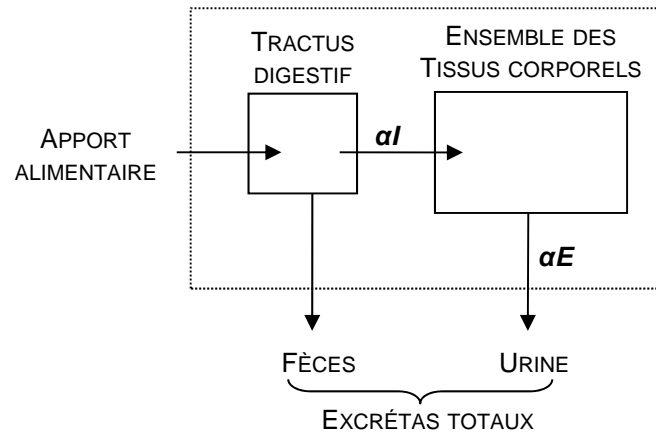 TRACTUS
DIGESTIF
ENSEMBLE DES
TISSUS CORPORELS
APPORT
ALIMENTAIRE
αI
αE
FÈCES
URINE
EXCRÉTAS TOTAUX